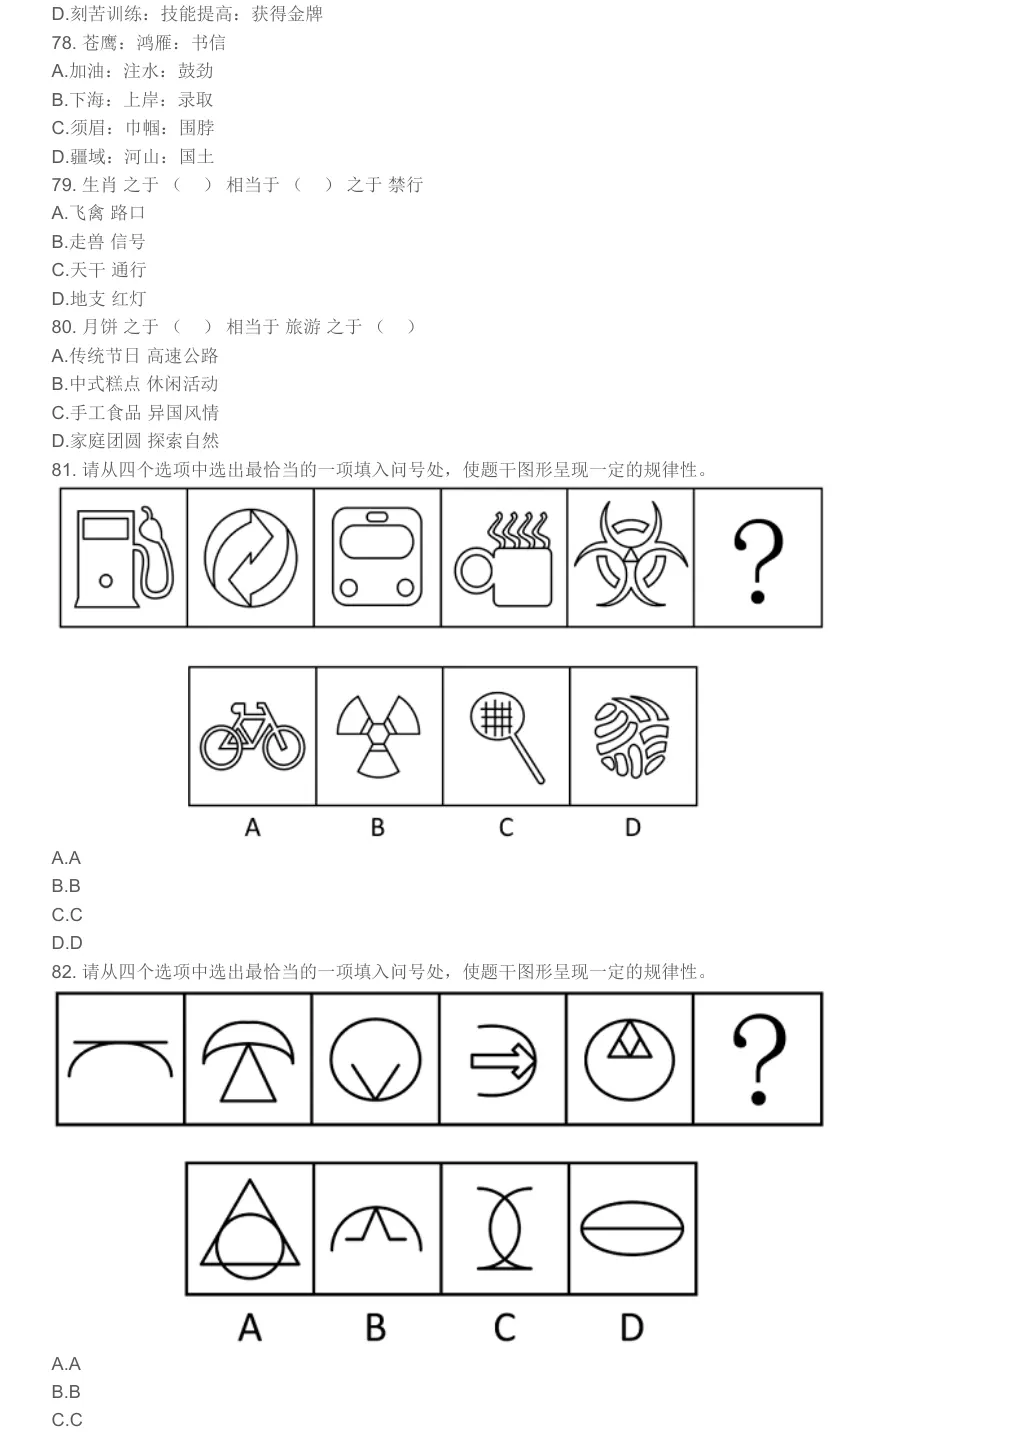 D.刻苦训练：技能提高：获得金牌
78. 苍鹰：鸿雁：书信
A.加油：注水：鼓劲
B.下海：上岸：录取
C.须眉：巾帼：围脖
D.疆域：河山：国土
79. 生肖 之于 （ ） 相当于 （ ） 之于 禁行
A.飞禽 路口
B.走兽 信号
C.天干 通行
D.地支 红灯
80. 月饼 之于 （ ） 相当于 旅游 之于 （ ）
A.传统节日 高速公路
B.中式糕点 休闲活动
C.手工食品 异国风情
D.家庭团圆 探索自然
81. 请从四个选项中选出最恰当的一项填入问号处，使题干图形呈现一定的规律性。
?
A B C D
A.A
B.B
C.C
D.D
82. 请从四个选项中选出最恰当的一项填入问号处，使题干图形呈现一定的规律性。
?
A B C D
A.A
B.B
C.C